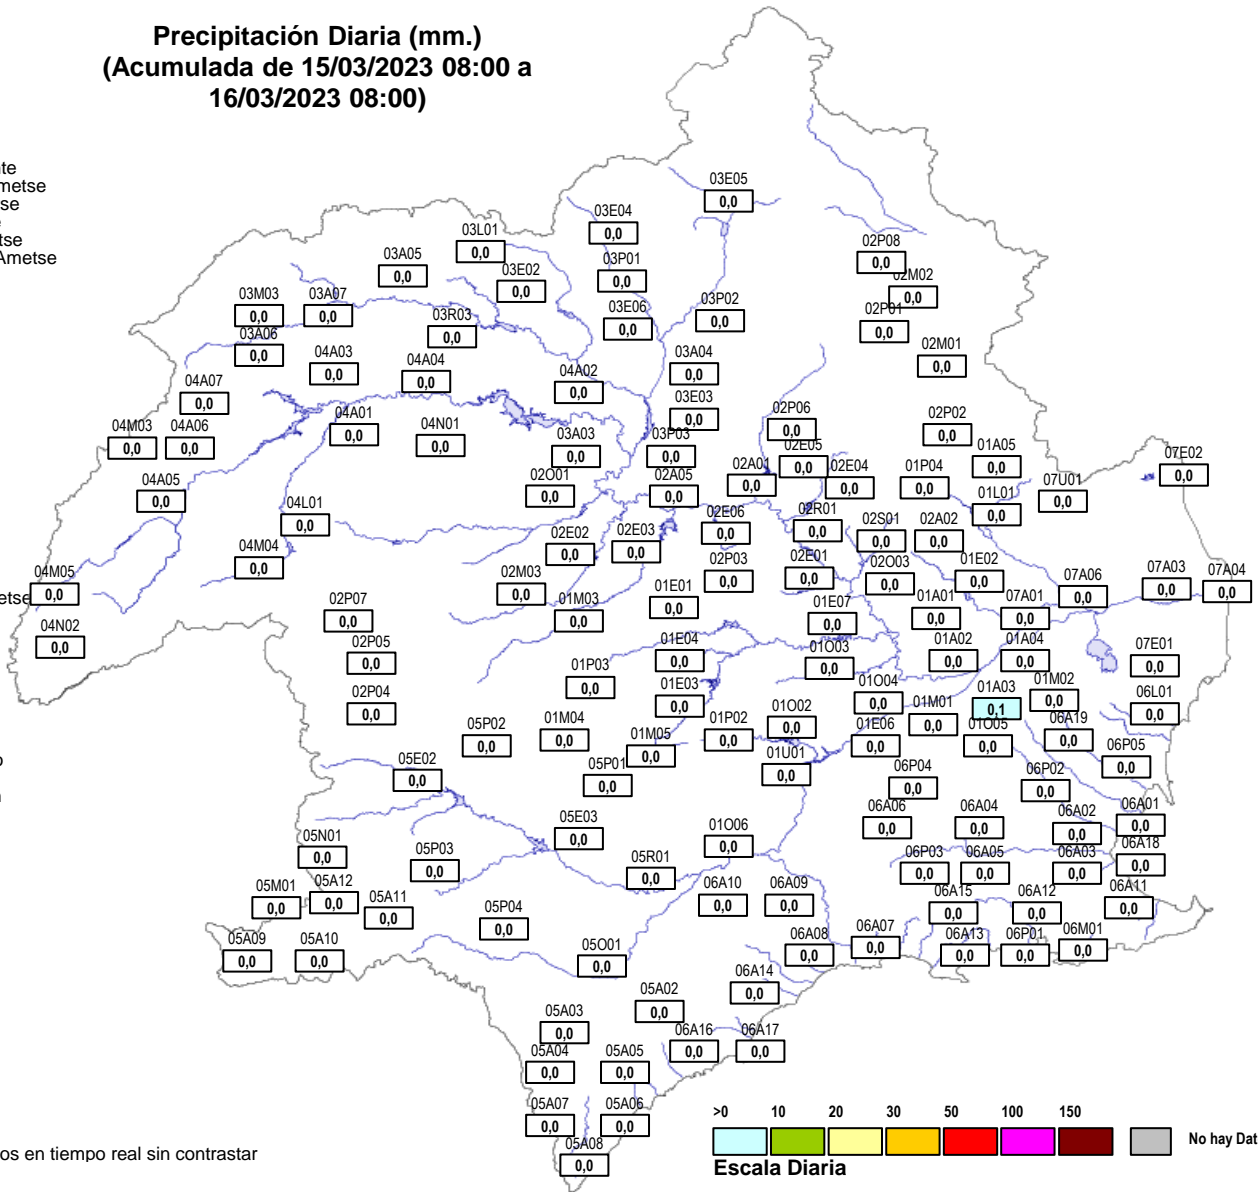 Precipitación Diaria (mm.)
(Acumulada de 15/03/2023 08:00 a
16/03/2023 08:00)
te
metse
se
tse
Ametse
03E05
0,0
03E04
0,0
03L01
0,0
02P08
0,0
03A05
0,0
03P01
0,0
03E02
0,0
02M02
0,0
03M03
0,0
03A07
0,0
03P02
0,0
03E06
0,0
02P01
0,0
03R03
0,0
03A06
0,0
02M01
0,0
04A03
0,0
03A04
0,0
04A04
0,0
04A02
0,0
04A07
0,0
03E03
0,0
02P06
0,0
02P02
0,0
04A01
0,0
04M03
0,0
04A06
0,0
04N01
0,0
03A03
0,0
03P03
0,0
02E05
0,0
01A05
0,0
07E02
0,0
02A01
0,0
02E04
0,0
01P04
0,0
07U01
0,0
04A05
0,0
02O01
0,0
02A05
0,0
01L01
0,0
04L01
0,0
02R01
0,0
02E06
0,0
02S01
0,0
02A02
0,0
02E02
0,0
02E03
0,0
04M04
0,0
02P03
0,0
02E01
0,0
02O03
0,0
01E02
0,0
07A03
0,0
07A04
0,0
04M05
0,0
etse
02M03
0,0
07A06
0,0
01E01
0,0
02P07
0,0
01M03
0,0
01E07
0,0
01A01
0,0
07A01
0,0
04N02
0,0
02P05
0,0
01E04
0,0
01O03
0,0
01A02
0,0
01A04
0,0
07E01
0,0
01P03
0,0
01E03
0,0
01O04
0,0
01A03
0,1
01M02
0,0
06L01
0,0
02P04
0,0
01M01
0,0
01O02
0,0
05P02
0,0
01M04
0,0
01P02
0,0
01E06
0,0
01O05
0,0
06A19
0,0
01M05
0,0
06P05
0,0
01U01
0,0
05E02
0,0
05P01
0,0
06P04
0,0
06P02
0,0
06A06
0,0
06A04
0,0
06A02
0,0
06A01
0,0
05E03
0,0
01O06
0,0
05N01
0,0
06A18
0,0
05P03
0,0
05R01
0,0
06P03
0,0
06A05
0,0
06A03
0,0
05M01
0,0
05A12
0,0
05A11
0,0
06A10
0,0
06A09
0,0
06A15
0,0
06A12
0,0
06A11
0,0
05P04
0,0
05A09
0,0
05A10
0,0
05O01
0,0
06A08
0,0
06A07
0,0
06A13
0,0
06P01
0,0
06M01
0,0
06A14
0,0
05A02
0,0
05A03
0,0
06A16
0,0
06A17
0,0
05A04
0,0
05A05
0,0
05A07
0,0
05A06
0,0
05A08
0,0
>0 10 20 30 50 100 150
No hay Dat
Escala Diaria
os en tiempo real sin contrastar